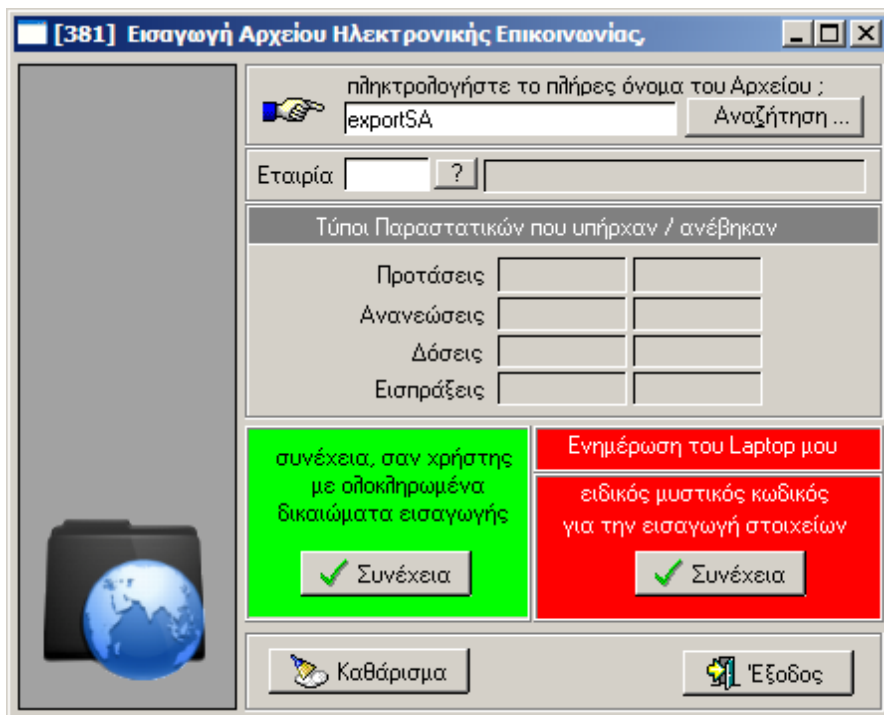 [381] Εισαγωγή Αρχείου Ηλεκτρονικής Επικοινωνίας,
πληκτρολογήστε το πλήρες όνομα του Αρχείου ;
exportSA
Αναζήτηση ...
Εταιρία
?
Τύποι Παραστατικών που υπήρχαν / ανέβηκαν
Προτάσεις
Ανανεώσεις
Δόσεις
Εισπράξεις
συνέχεια, σαν χρήστης
με ολοκληρωμένα
δικαιώματα εισαγωγής
Συνέχεια
Ενημέρωση του Laptop μου
ειδικός μυστικός κωδικός
για την εισαγωγή στοιχείων
Συνέχεια
Καθάρισμα
Έξοδος